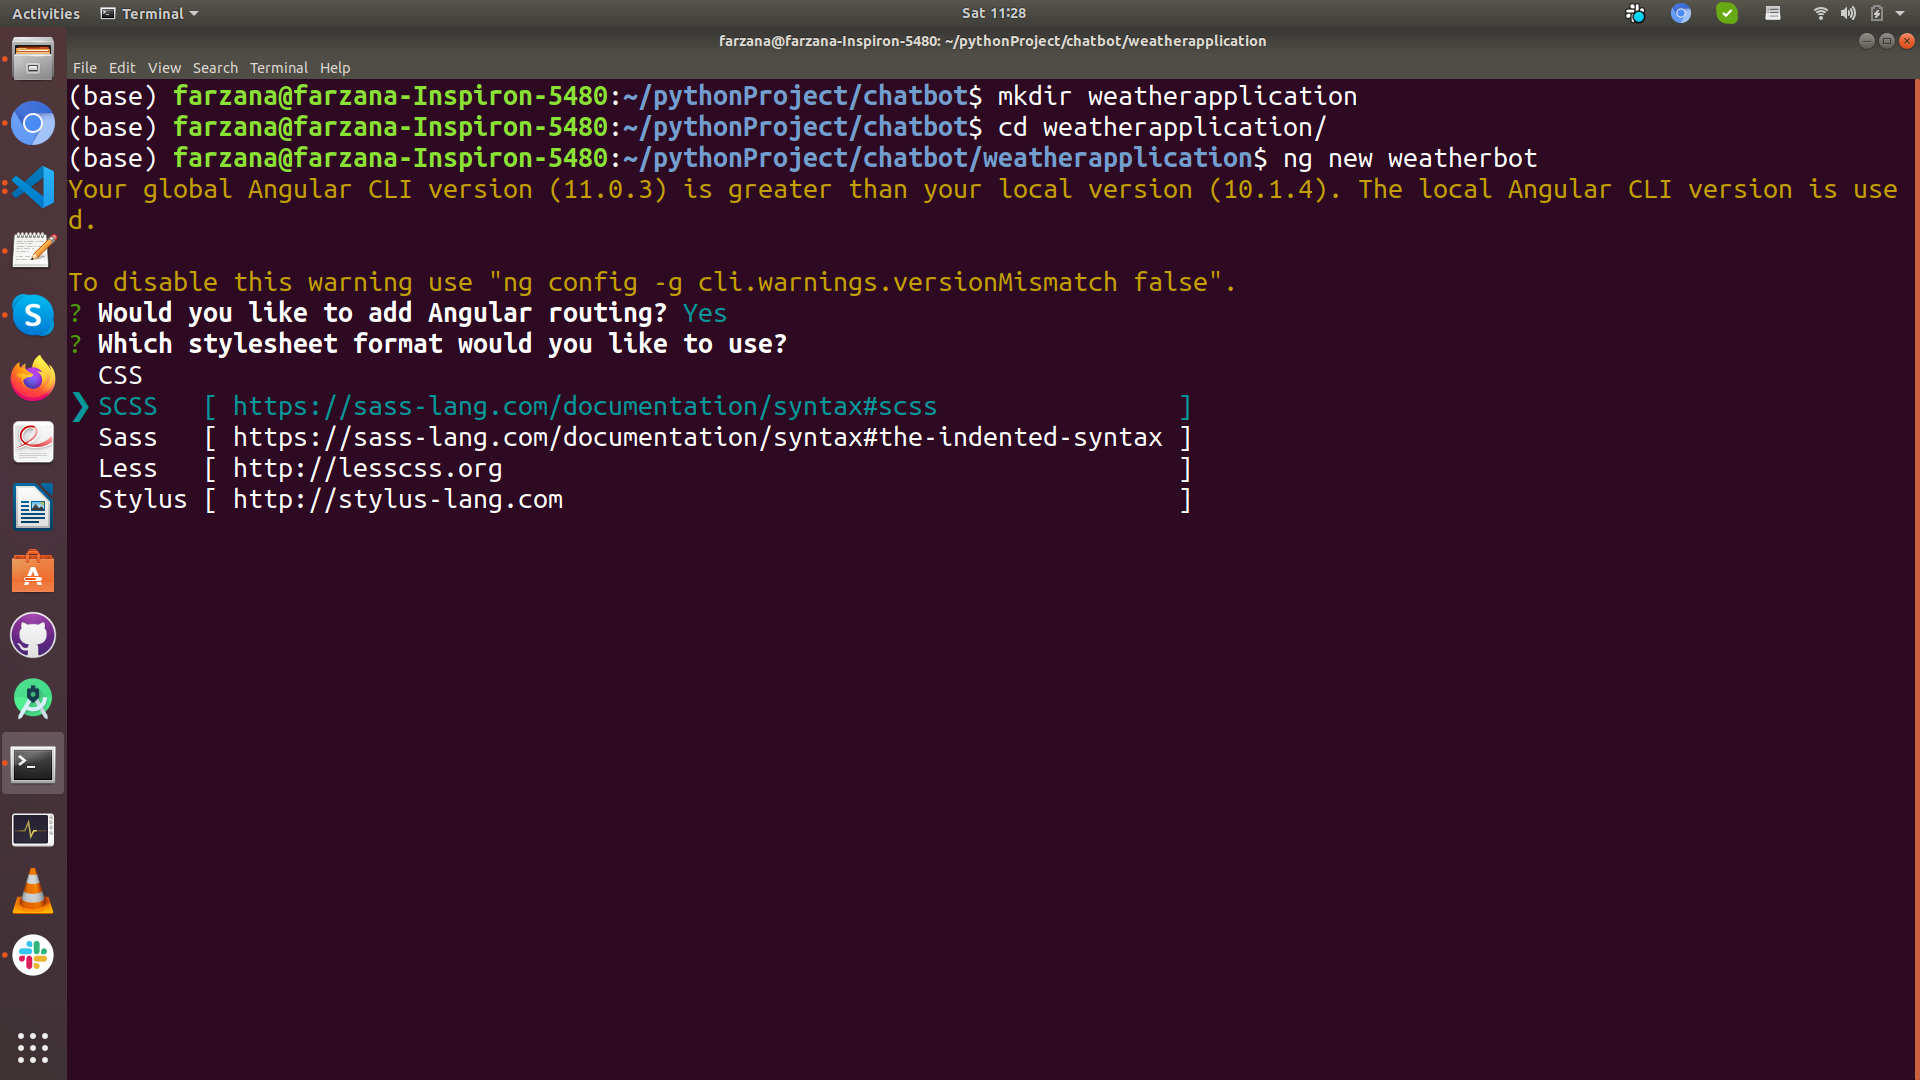 Activities Terminal Sat 11:28
farzana@farzana-Inspiron-5480: ~/pythonProject/chatbot/weatherapplication
File Edit View Search Terminal Help
(base) farzana@farzana-Inspiron-5480:~/pythonProject/chatbot$ mkdir weatherapplication
(base) farzana@farzana-Inspiron-5480:~/pythonProject/chatbot$ cd weatherapplication/
(base) farzana@farzana-Inspiron-5480:~/pythonProject/chatbot/weatherapplication$ ng new weatherbot
Your global Angular CLI version (11.0.3) is greater than your local version (10.1.4). The local Angular CLI version is use
d.
To disable this warning use "ng config -g cli.warnings.versionMismatch false".
? Would you like to add Angular routing? Yes
? Which stylesheet format would you like to use?
CSS
❯ SCSS [ https://sass-lang.com/documentation/syntax#scss ]
Sass [ https://sass-lang.com/documentation/syntax#the-indented-syntax ]
Less [ http://lesscss.org ]
Stylus [ http://stylus-lang.com ]